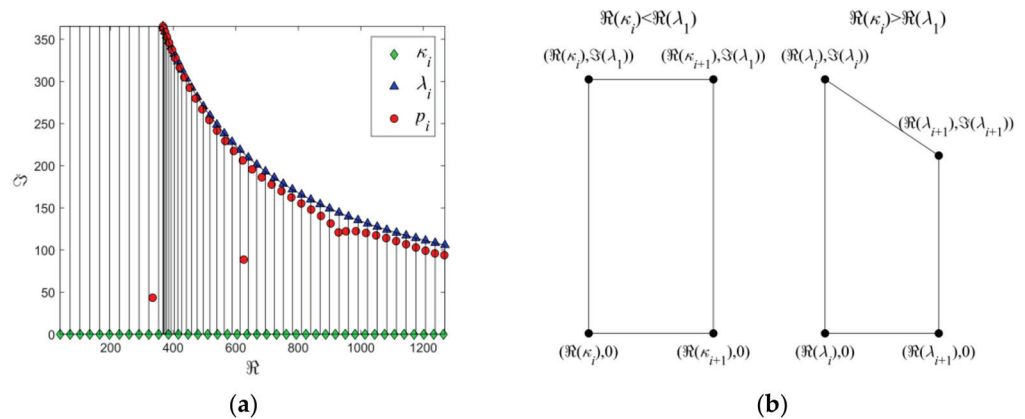 350
300
250
200
150
100
50
0
ℑ
200 400 600 800 1000 1200
ℜ
κᵢ
λᵢ
pᵢ
(a)
ℜ(κᵢ)<ℜ(λ₁)
ℜ(κᵢ)>ℜ(λ₁)
(ℜ(κᵢ),ℑ(λ₁)) (ℜ(κᵢ₊₁),ℑ(λ₁)) (ℜ(λᵢ),ℑ(λᵢ))
(ℜ(λᵢ₊₁),ℑ(λᵢ₊₁))
(ℜ(κᵢ),0) (ℜ(κᵢ₊₁),0) (ℜ(λᵢ),0) (ℜ(λᵢ₊₁),0)
(b)